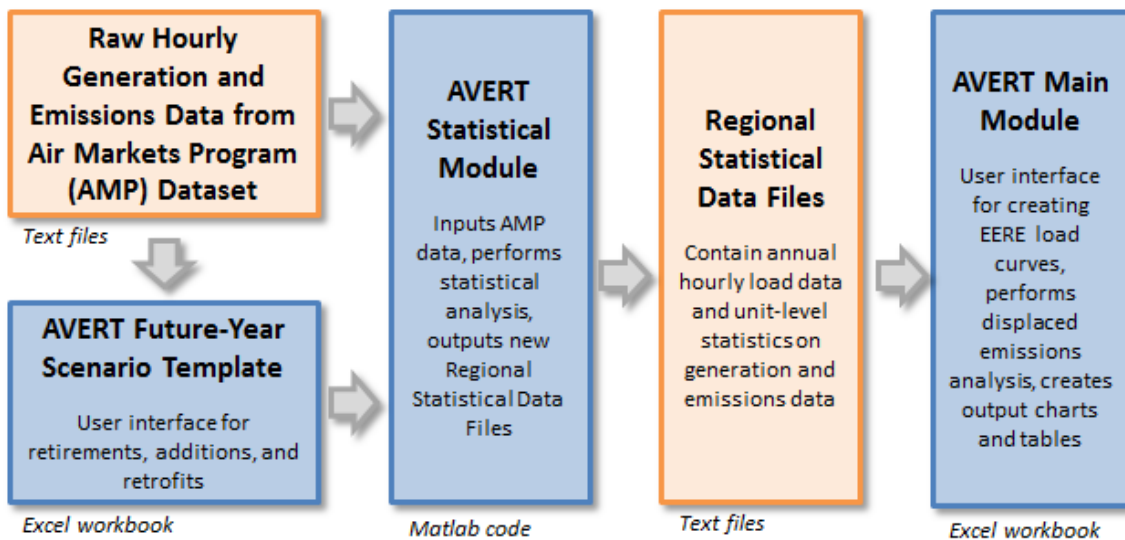 Raw Hourly
Generation and
Emissions Data from
Air Markets Program
(AMP) Dataset
Text files
AVERT Future-Year
Scenario Template
User interface for
retirements, additions, and
retrofits
Excel workbook
AVERT
Statistical
Module
Inputs AMP
data, performs
statistical
analysis,
outputs new
Regional
Statistical Data
Files
Matlab code
Regional
Statistical
Data Files
Contain annual
hourly load data
and unit-level
statistics on
generation and
emissions data
Text files
AVERT Main
Module
User interface
for creating
EERE load
curves,
performs
displaced
emissions
analysis, creates
output charts
and tables
Excel workbook